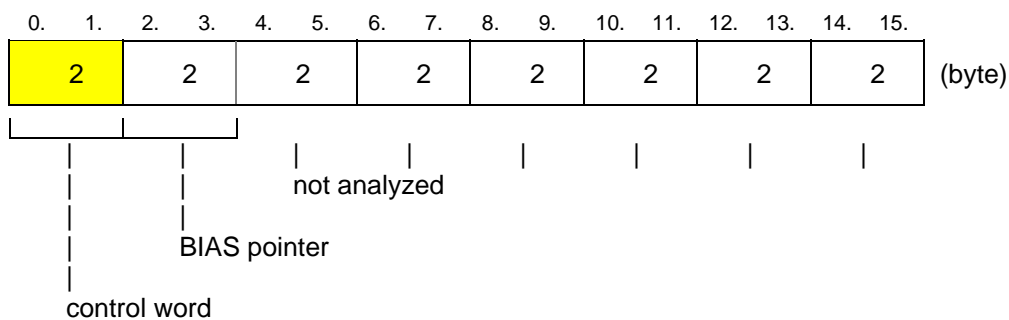 0. 1. 2. 3. 4. 5. 6. 7. 8. 9. 10. 11. 12. 13. 14. 15.
2 2 2 2 2 2 2 2 (byte)
not analyzed
BIAS pointer
control word